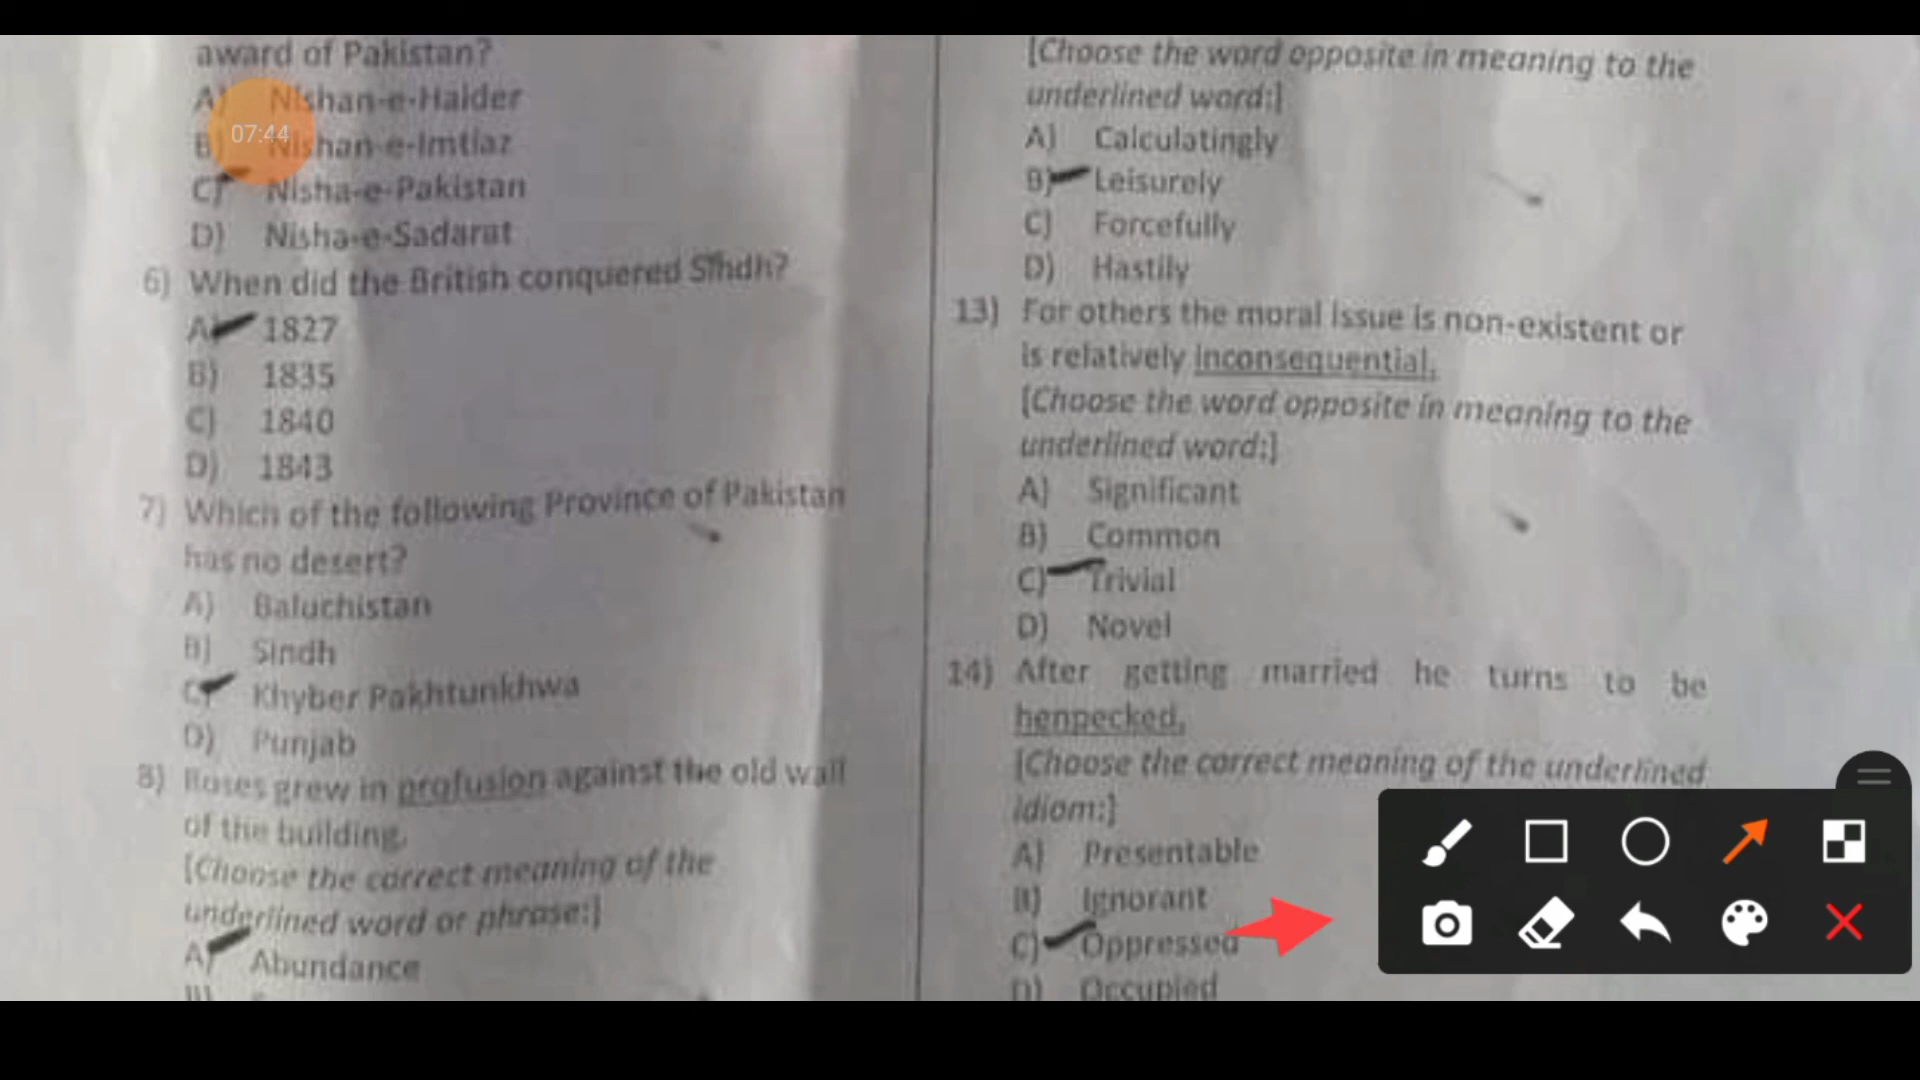 award of Pakistan?
A) Nishan-e-Haider
B) Nishan-e-Imtiaz
C) Nisha-e-Pakistan
D) Nisha-e-Sadarat
6) When did the British conquered Sindh?
A) 1827
B) 1835
C) 1840
D) 1843
7) Which of the following Province of Pakistan
has no desert?
A) Baluchistan
B) Sindh
C) Khyber Pakhtunkhwa
D) Punjab
8) Roses grew in profusion against the old wall
of the building.
[Choose the correct meaning of the
underlined word or phrase:]
A) Abundance
[Choose the word opposite in meaning to the
underlined word:]
A) Calculatingly
B) Leisurely
C) Forcefully
D) Hastily
13) For others the moral issue is non-existent or
is relatively inconsequential.
[Choose the word opposite in meaning to the
underlined word:]
A) Significant
B) Common
C) Trivial
D) Novel
14) After getting married he turns to be
henpecked.
[Choose the correct meaning of the underlined
idiom:]
A) Presentable
B) Ignorant
C) Oppressed
D) Occupied
07:44